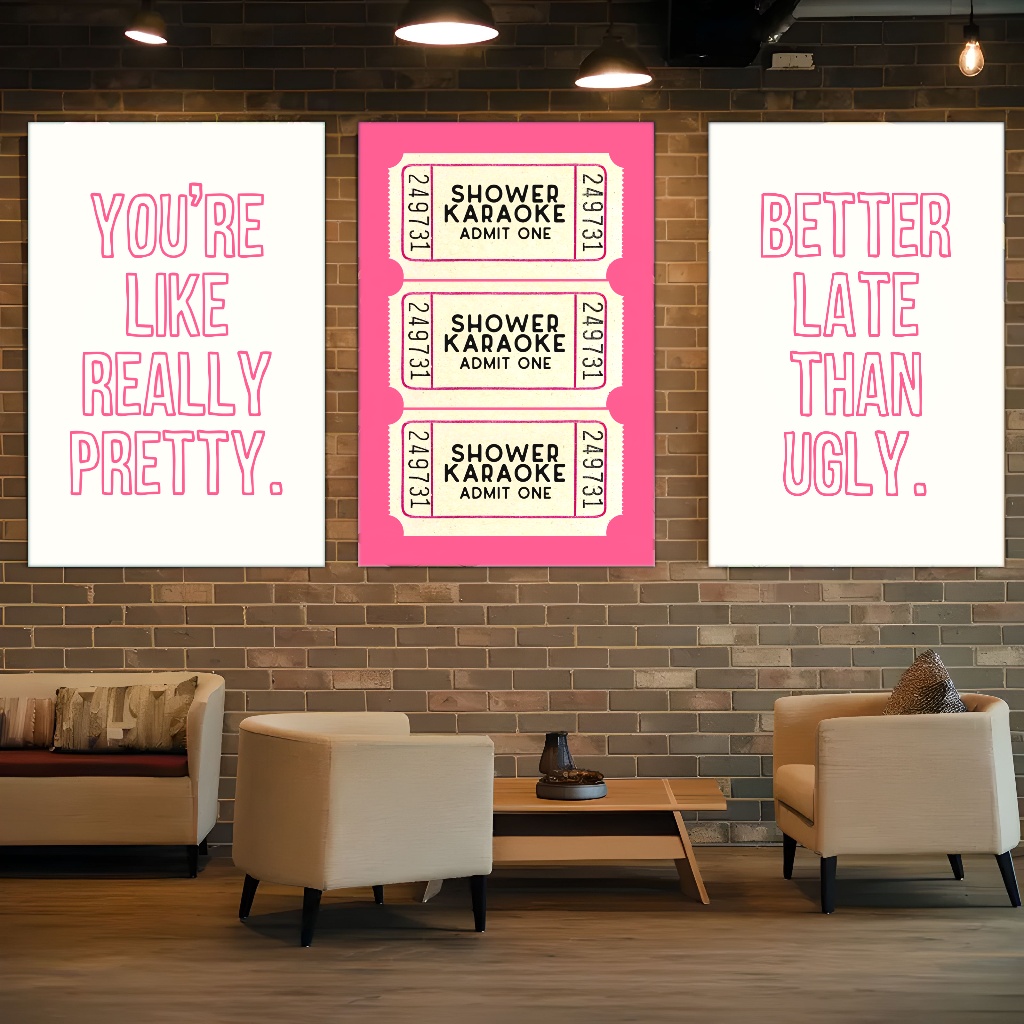 YOU'RE
LIKE
REALLY
PRETTY.
249731
SHOWER
KARAOKE
ADMIT ONE
249731
249731
SHOWER
KARAOKE
ADMIT ONE
249731
249731
SHOWER
KARAOKE
ADMIT ONE
249731
BETTER
LATE
THAN
UGLY.